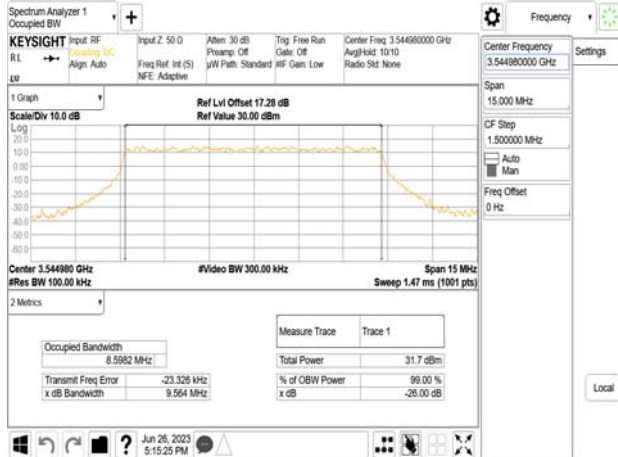 Spectrum Analyzer 1
Occupied BW
+
Frequency
KEYSIGHT
RL
Input: RF
Coupling: DC
Align: Auto
Input Z: 50 Ω
Freq Ref: Int (S)
NFE: Adaptive
Atten: 30 dB
Preamp: Off
µW Path: Standard
Trig: Free Run
Gate: Off
#IF Gain: Low
Center Freq: 3.544980000 GHz
Avg|Hold: 10/10
Radio Std: None
Center Frequency
3.544980000 GHz
Settings
Span
15.000 MHz
CF Step
1.500000 MHz
Auto
Man
Freq Offset
0 Hz
Local
1 Graph
Scale/Div 10.0 dB
Ref Lvl Offset 17.28 dB
Ref Value 30.00 dBm
Log
20.0
10.0
0.00
-10.0
-20.0
-30.0
-40.0
-50.0
-60.0
Center 3.544980 GHz
#Res BW 100.00 kHz
#Video BW 300.00 kHz
Span 15 MHz
Sweep 1.47 ms (1001 pts)
2 Metrics
Measure Trace Trace 1
Occupied Bandwidth
8.5982 MHz
Total Power 31.7 dBm
Transmit Freq Error -23.326 kHz
% of OBW Power 99.00 %
x dB Bandwidth 9.564 MHz
x dB -26.00 dB
?
Jun 26, 2023
5:15:25 PM